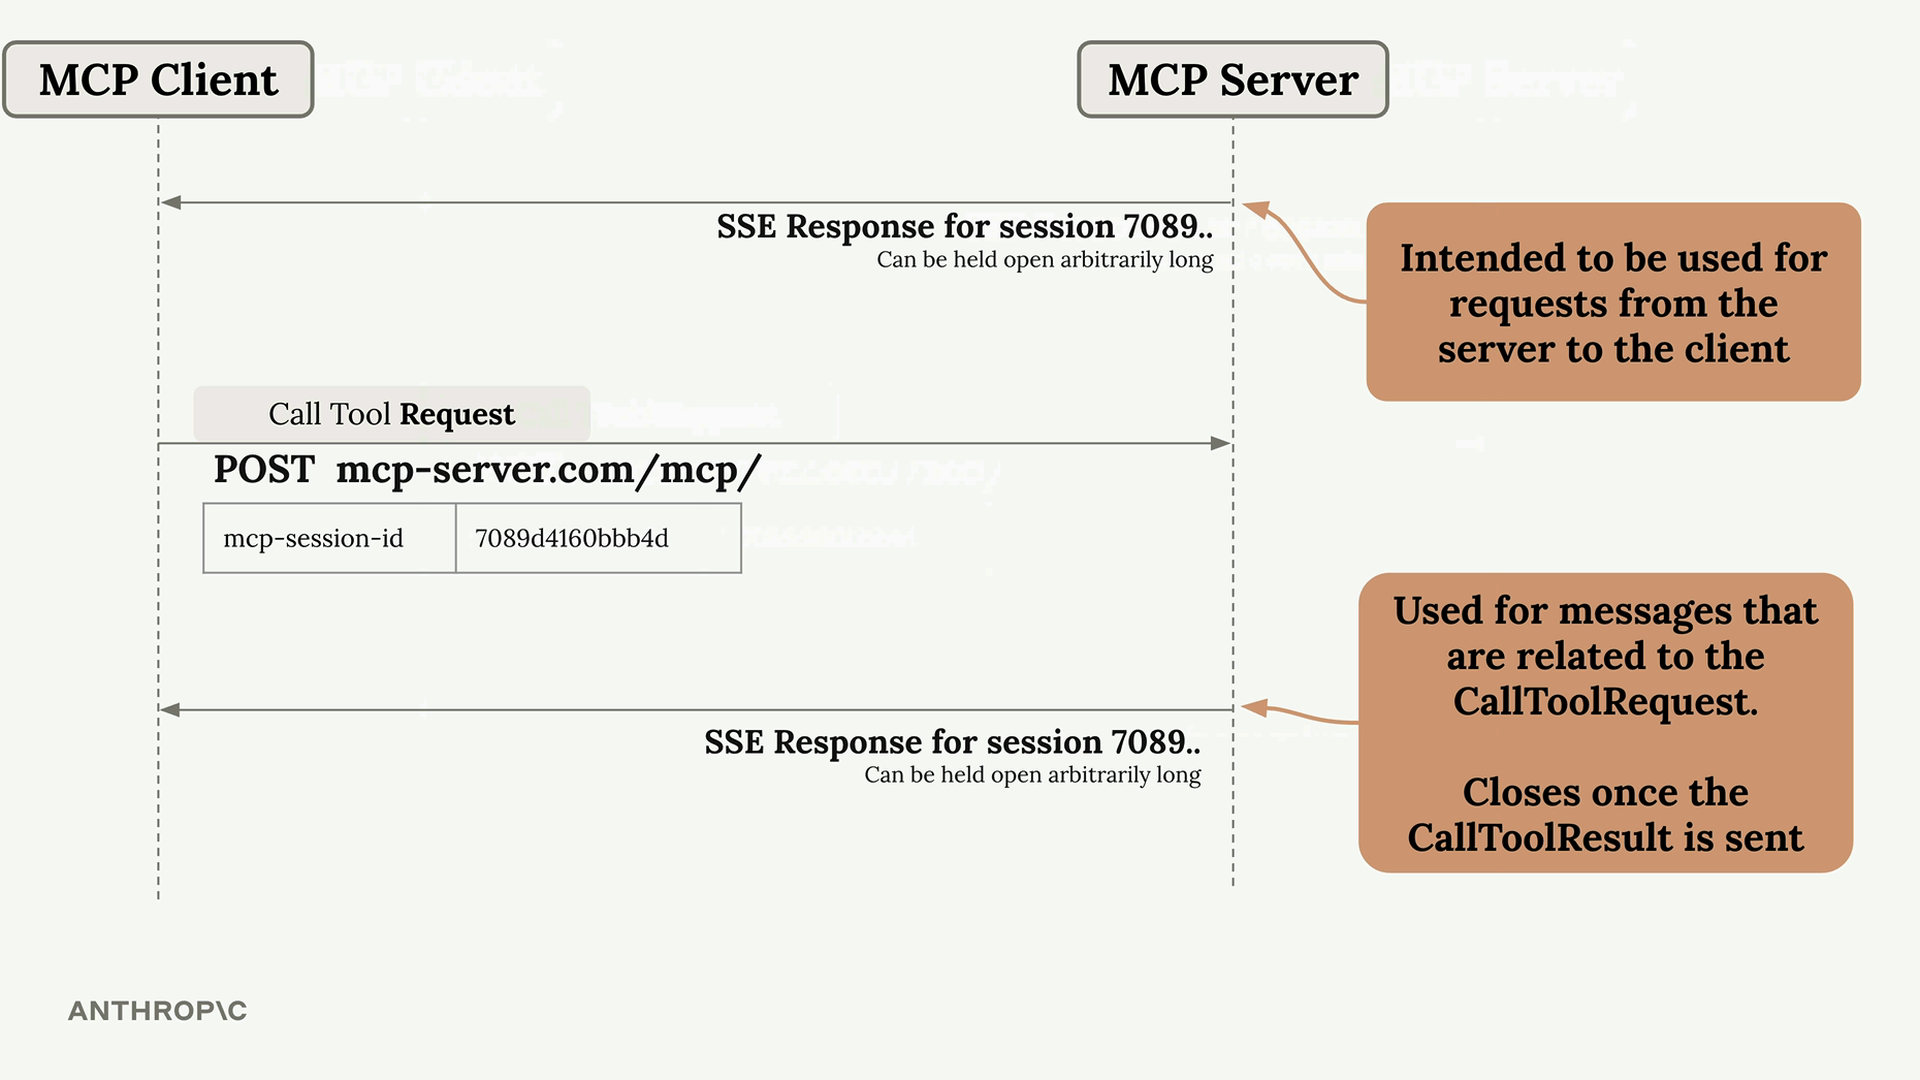 MCP Client
MCP Server
SSE Response for session 7089..
Can be held open arbitrarily long
Intended to be used for
requests from the
server to the client
Call Tool Request
POST mcp-server.com/mcp/
mcp-session-id
7089d4160bbb4d
Used for messages that
are related to the
CallToolRequest.
Closes once the
CallToolResult is sent
SSE Response for session 7089..
Can be held open arbitrarily long
ANTHROP\C